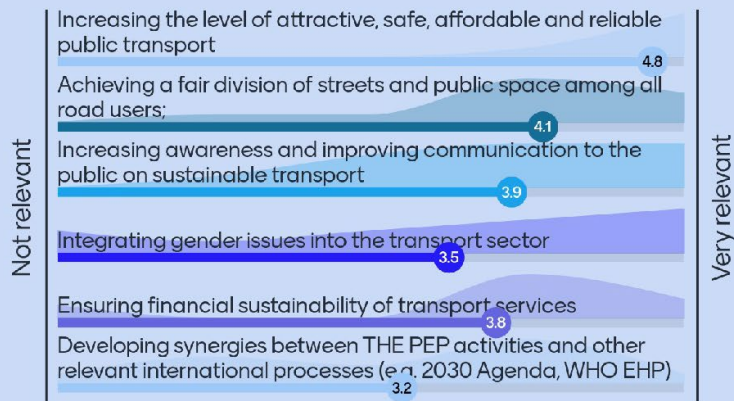 Increasing the level of attractive, safe, affordable and reliable
public transport
4.8
Achieving a fair division of streets and public space among all
road users;
4.1
Increasing awareness and improving communication to the
public on sustainable transport
3.9
Integrating gender issues into the transport sector
3.5
Ensuring financial sustainability of transport services
3.8
Developing synergies between THE PEP activities and other
relevant international processes (e.g. 2030 Agenda, WHO EHP)
3.2
Not relevant
Very relevant